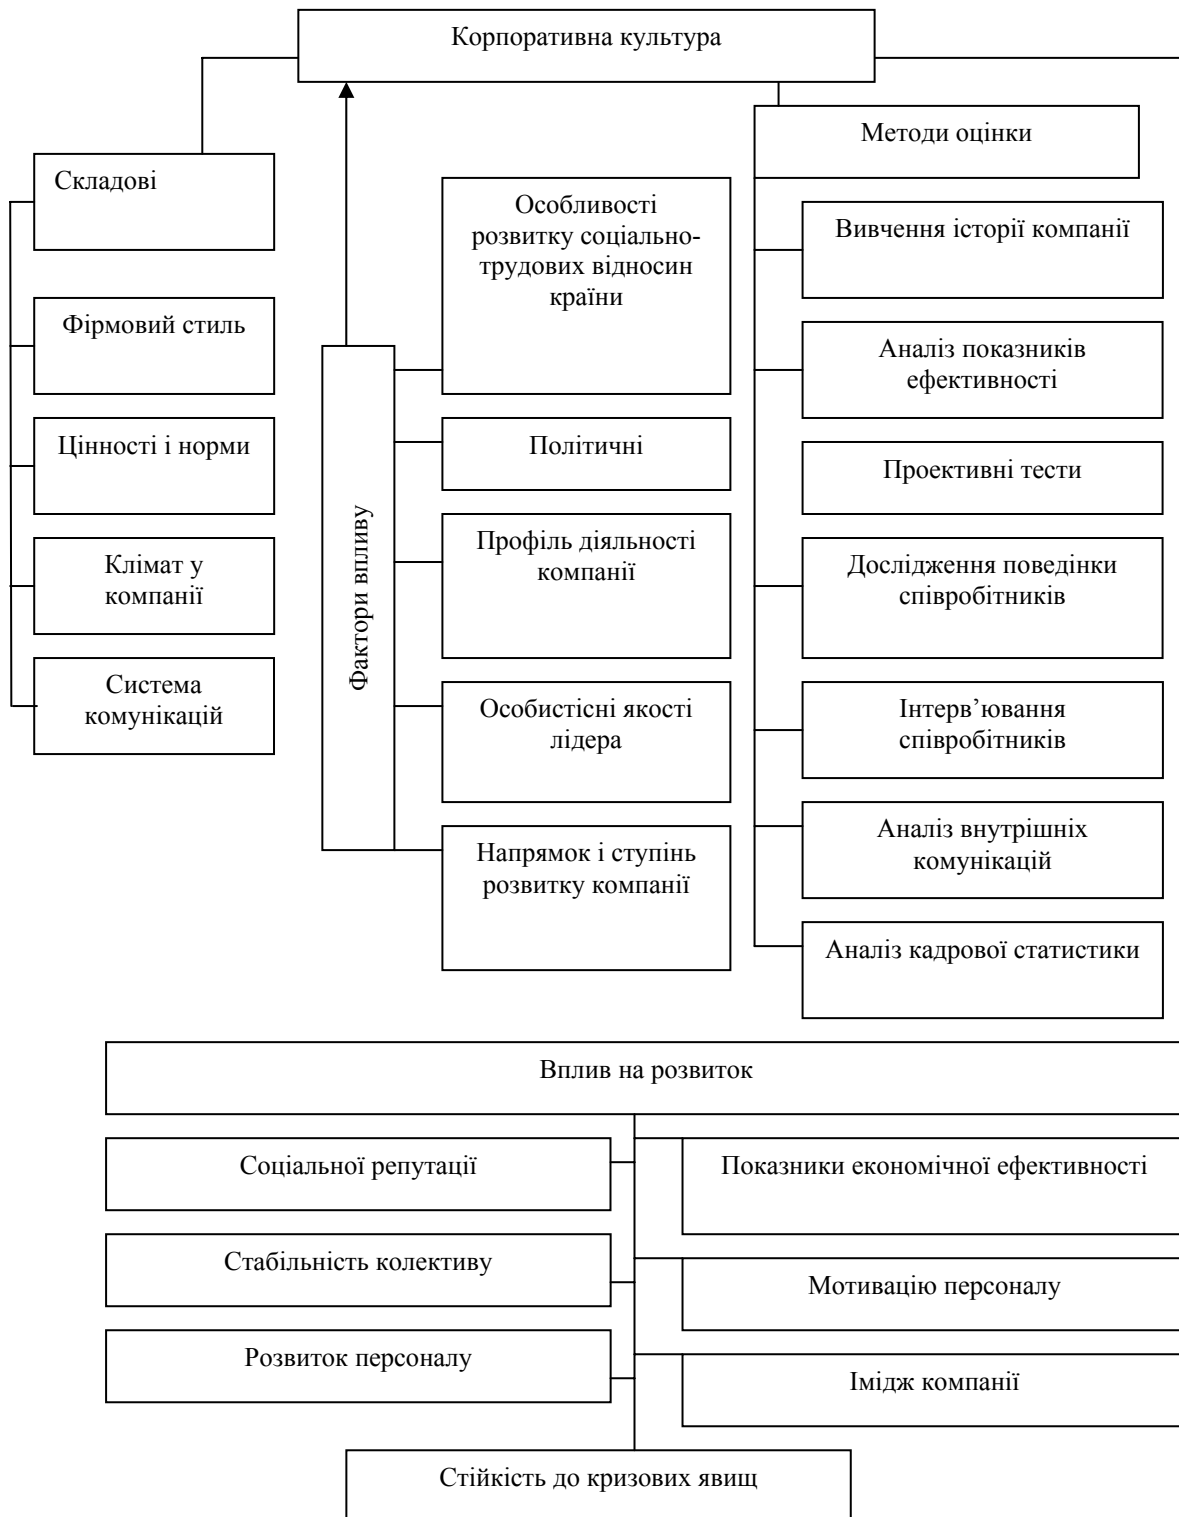 Корпоративна культура
Складові
Фірмовий стиль
Цінності і норми
Клімат у
компанії
Система
комунікацій
Фактори впливу
Особливості
розвитку соціально-
трудових відносин
країни
Політичні
Профіль діяльності
компанії
Особистісні якості
лідера
Напрямок і ступінь
розвитку компанії
Методи оцінки
Вивчення історії компанії
Аналіз показників
ефективності
Проективні тести
Дослідження поведінки
співробітників
Інтерв’ювання
співробітників
Аналіз внутрішніх
комунікацій
Аналіз кадрової статистики
Вплив на розвиток
Соціальної репутації
Показники економічної ефективності
Стабільність колективу
Мотивацію персоналу
Розвиток персоналу
Імідж компанії
Стійкість до кризових явищ